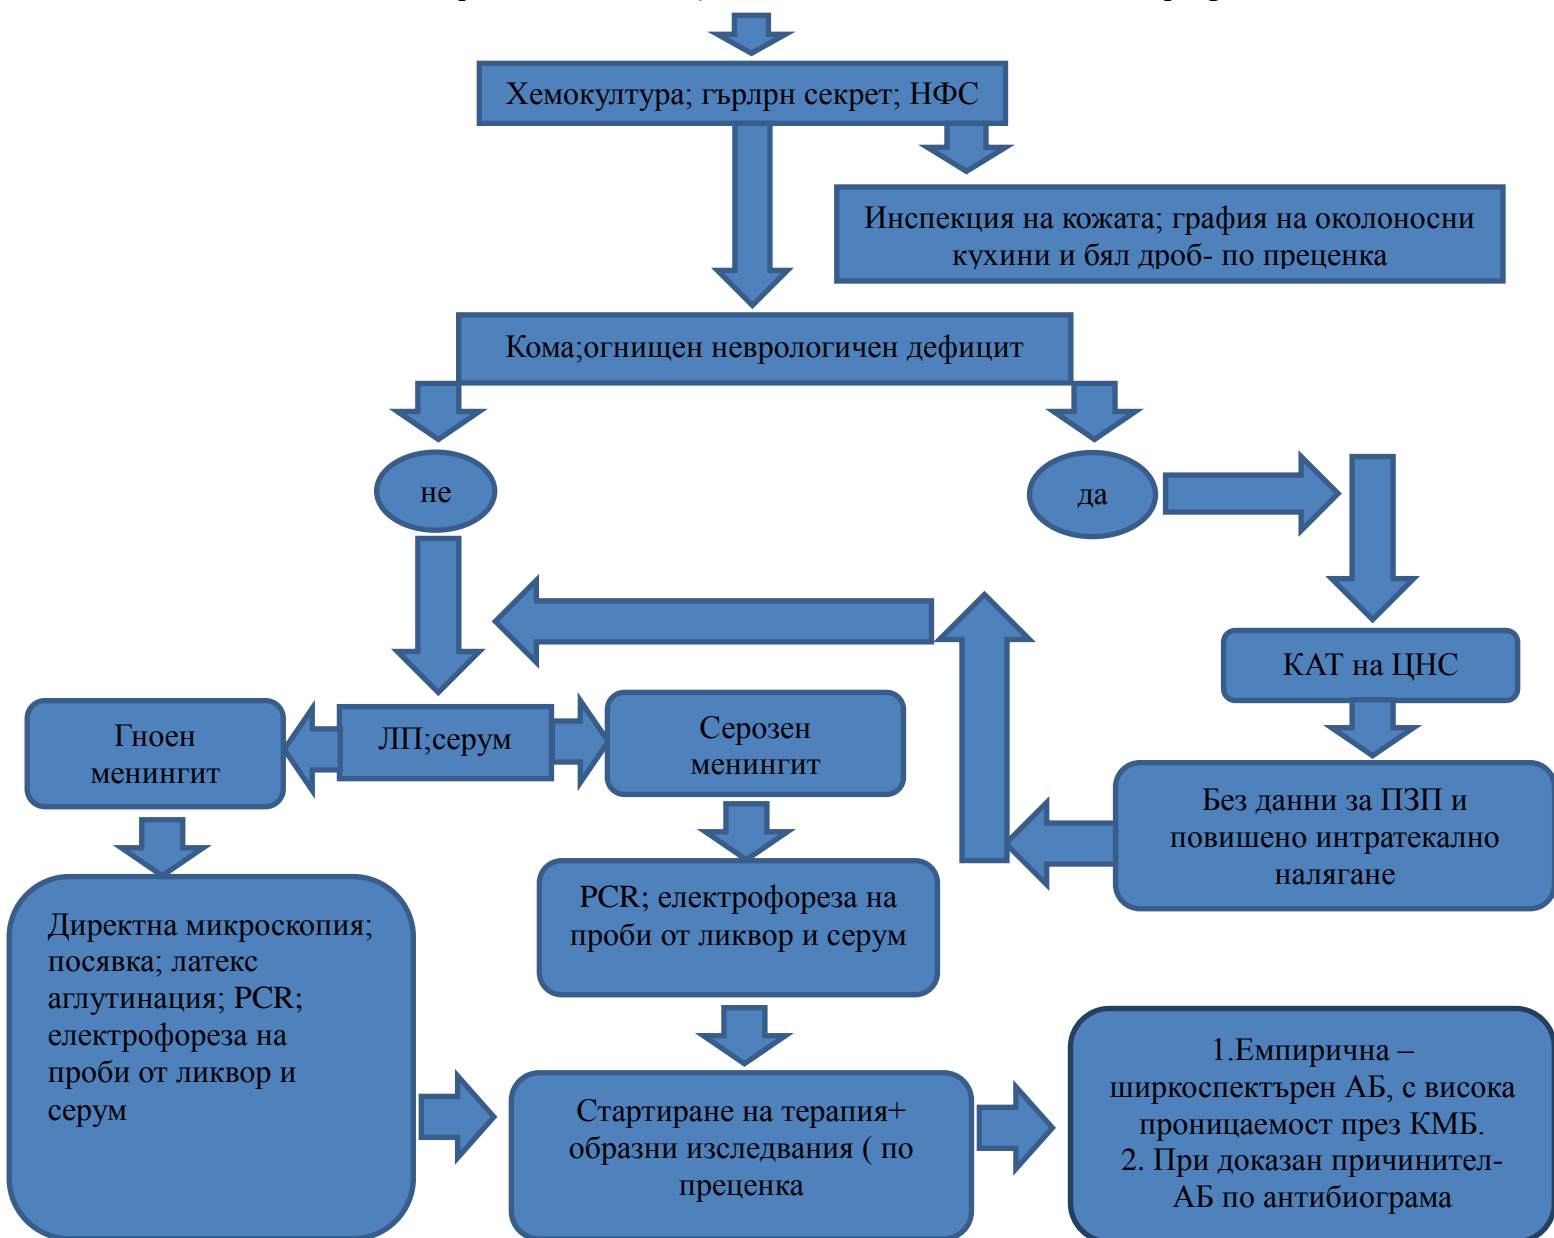 Хемокултура; гърлрн секрет; НФС
Инспекция на кожата; графия на околоносни
кухини и бял дроб- по преценка
Кома;огнищен неврологичен дефицит
не
да
КАТ на ЦНС
Гноен
менингит
ЛП;серум
Серозен
менингит
Без данни за ПЗП и
повишено интратекално
налягане
PCR; електрофореза на
проби от ликвор и серум
Директна микроскопия;
посявка; латекс
аглутинация; PCR;
електрофореза на
проби от ликвор и
серум
Стартиране на терапия+
образни изследвания ( по
преценка
1.Емпирична –
ширкоспектърен АБ, с висока
проницаемост през КМБ.
2. При доказан причинител-
АБ по антибиограма